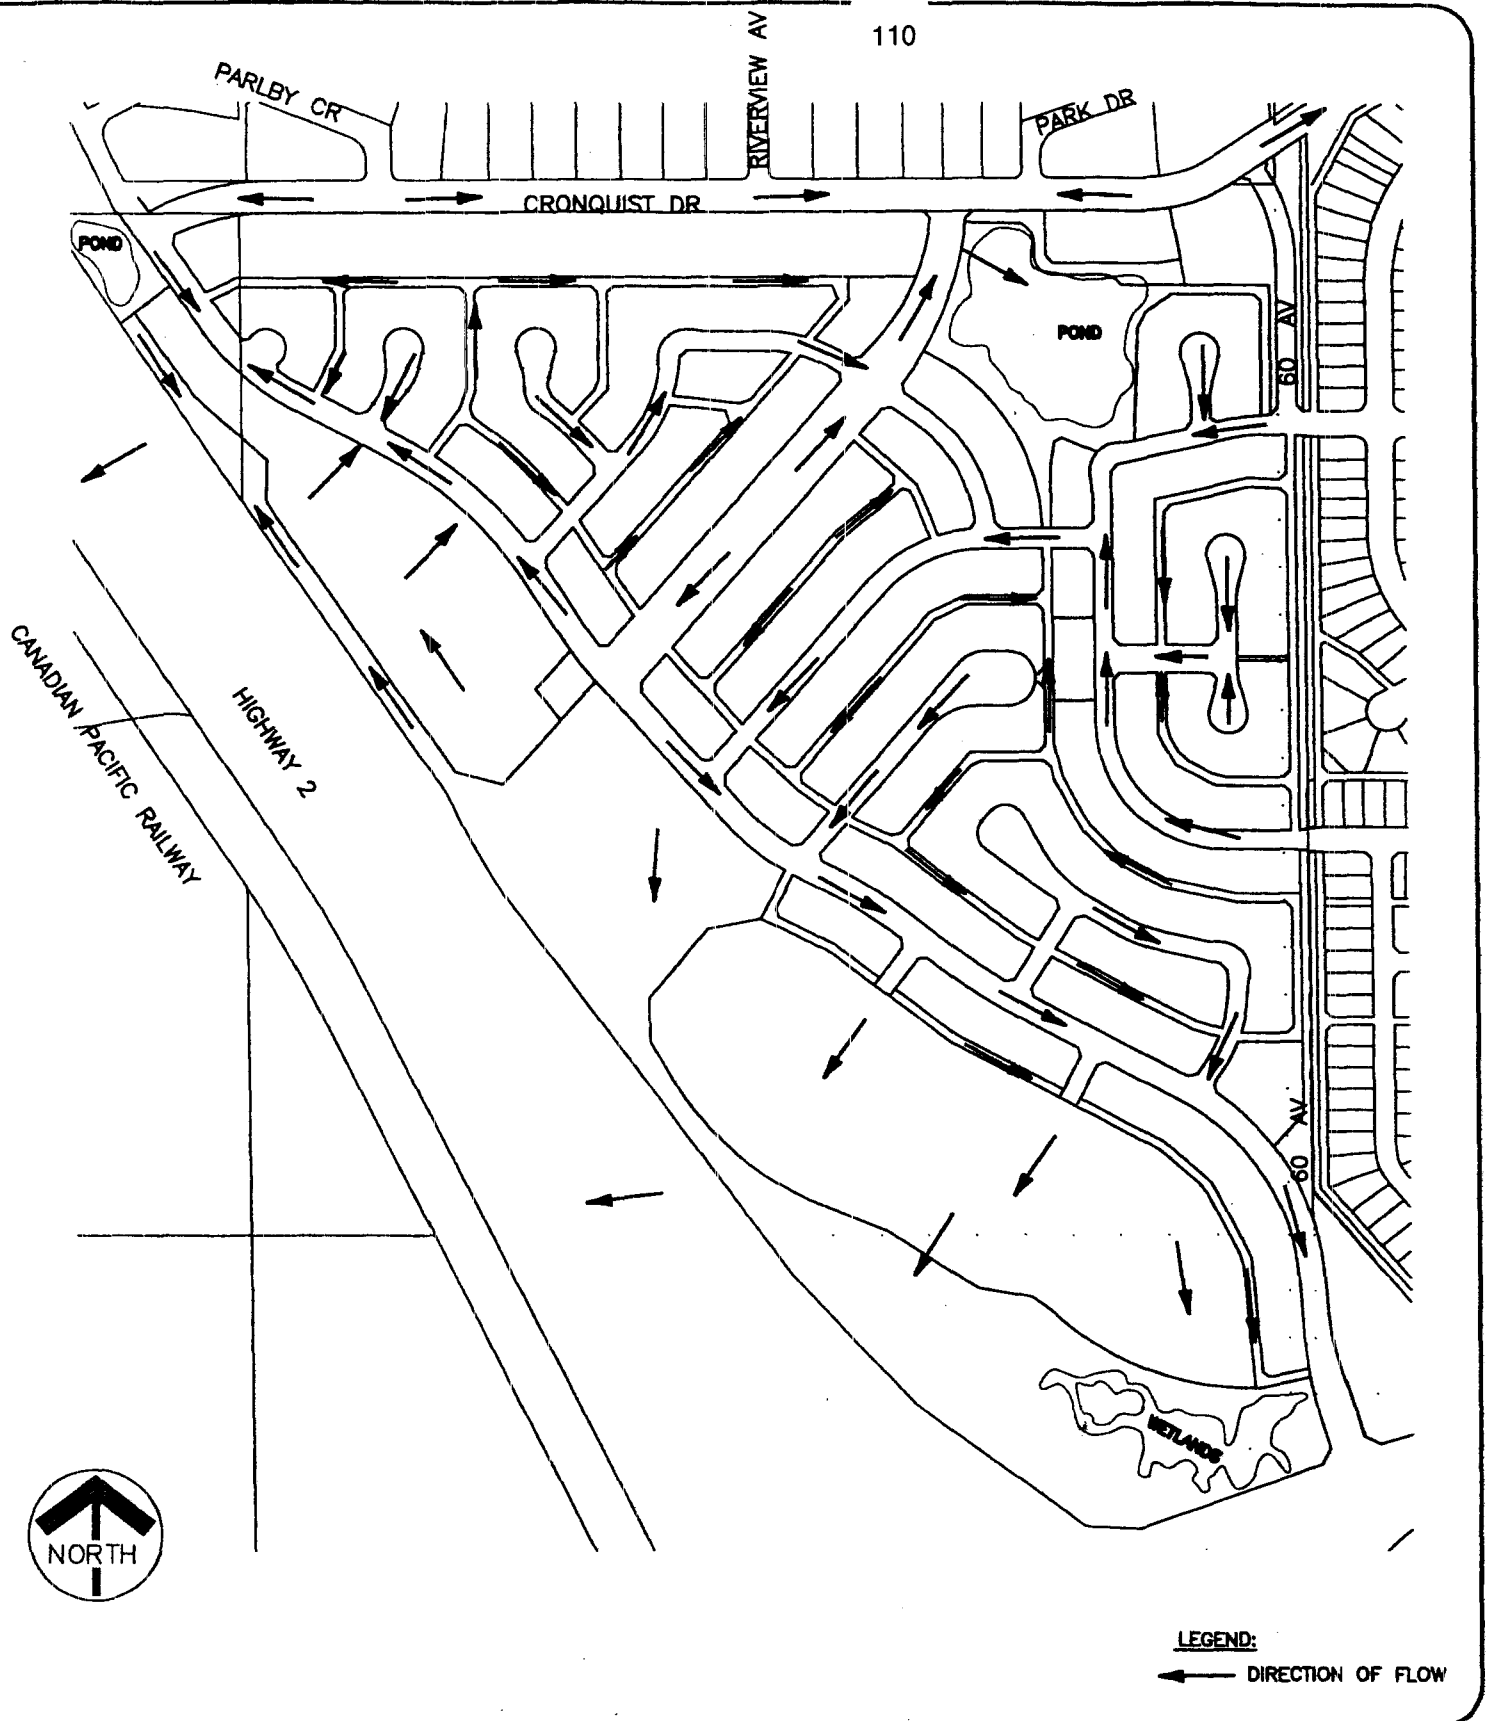 110
RIVERVIEW AV
PARLBY CR
PARK DR
CRONQUIST DR
POND
POND
60 AV
CANADIAN PACIFIC RAILWAY
HIGHWAY 2
60 AV
WETLANDS
NORTH
LEGEND:
DIRECTION OF FLOW